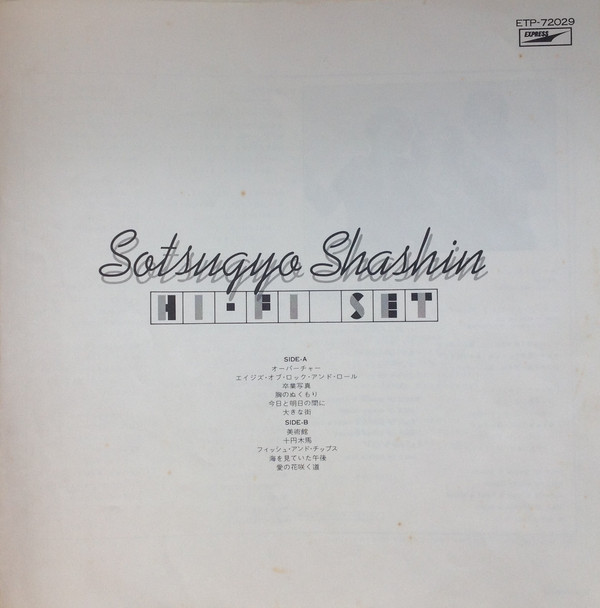 ETP-72029
EXPRESS
Sotsugyo Shashin
HI-FI SET
SIDE-A
オーバーチャー
エイジズ・オブ・ロック・アンド・ロール
卒業写真
胸のぬくもり
今日と明日の間に
大きな街
SIDE-B
美術館
十円木馬
フィッシュ・アンド・チップス
海を見ていた午後
愛の花咲く道